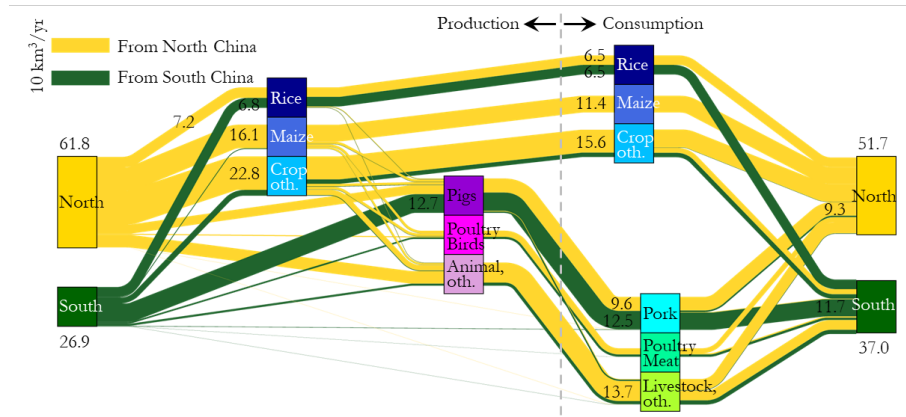 Production
Consumption
10 km³/yr
From North China
From South China
6.5
Rice
6.5
Rice
6.8
7.2
Maize
11.4
Maize
16.1
61.8
15.6
Crop
oth.
51.7
22.8
Crop
oth.
North
12.7
Pigs
North
9.3
Poultry
Birds
Animal,
oth.
South
9.6
Pork
12.5
11.7
South
26.9
Poultry
Meat
37.0
13.7
Livestock,
oth.